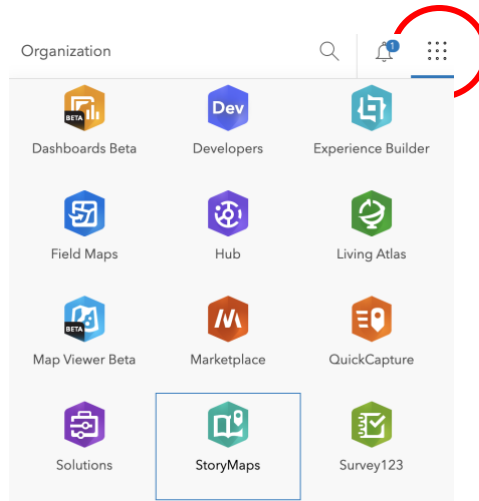 Organization
1
BETA
Dev
Dashboards Beta Developers Experience Builder
Field Maps Hub Living Atlas
BETA
Map Viewer Beta Marketplace QuickCapture
Solutions StoryMaps Survey123